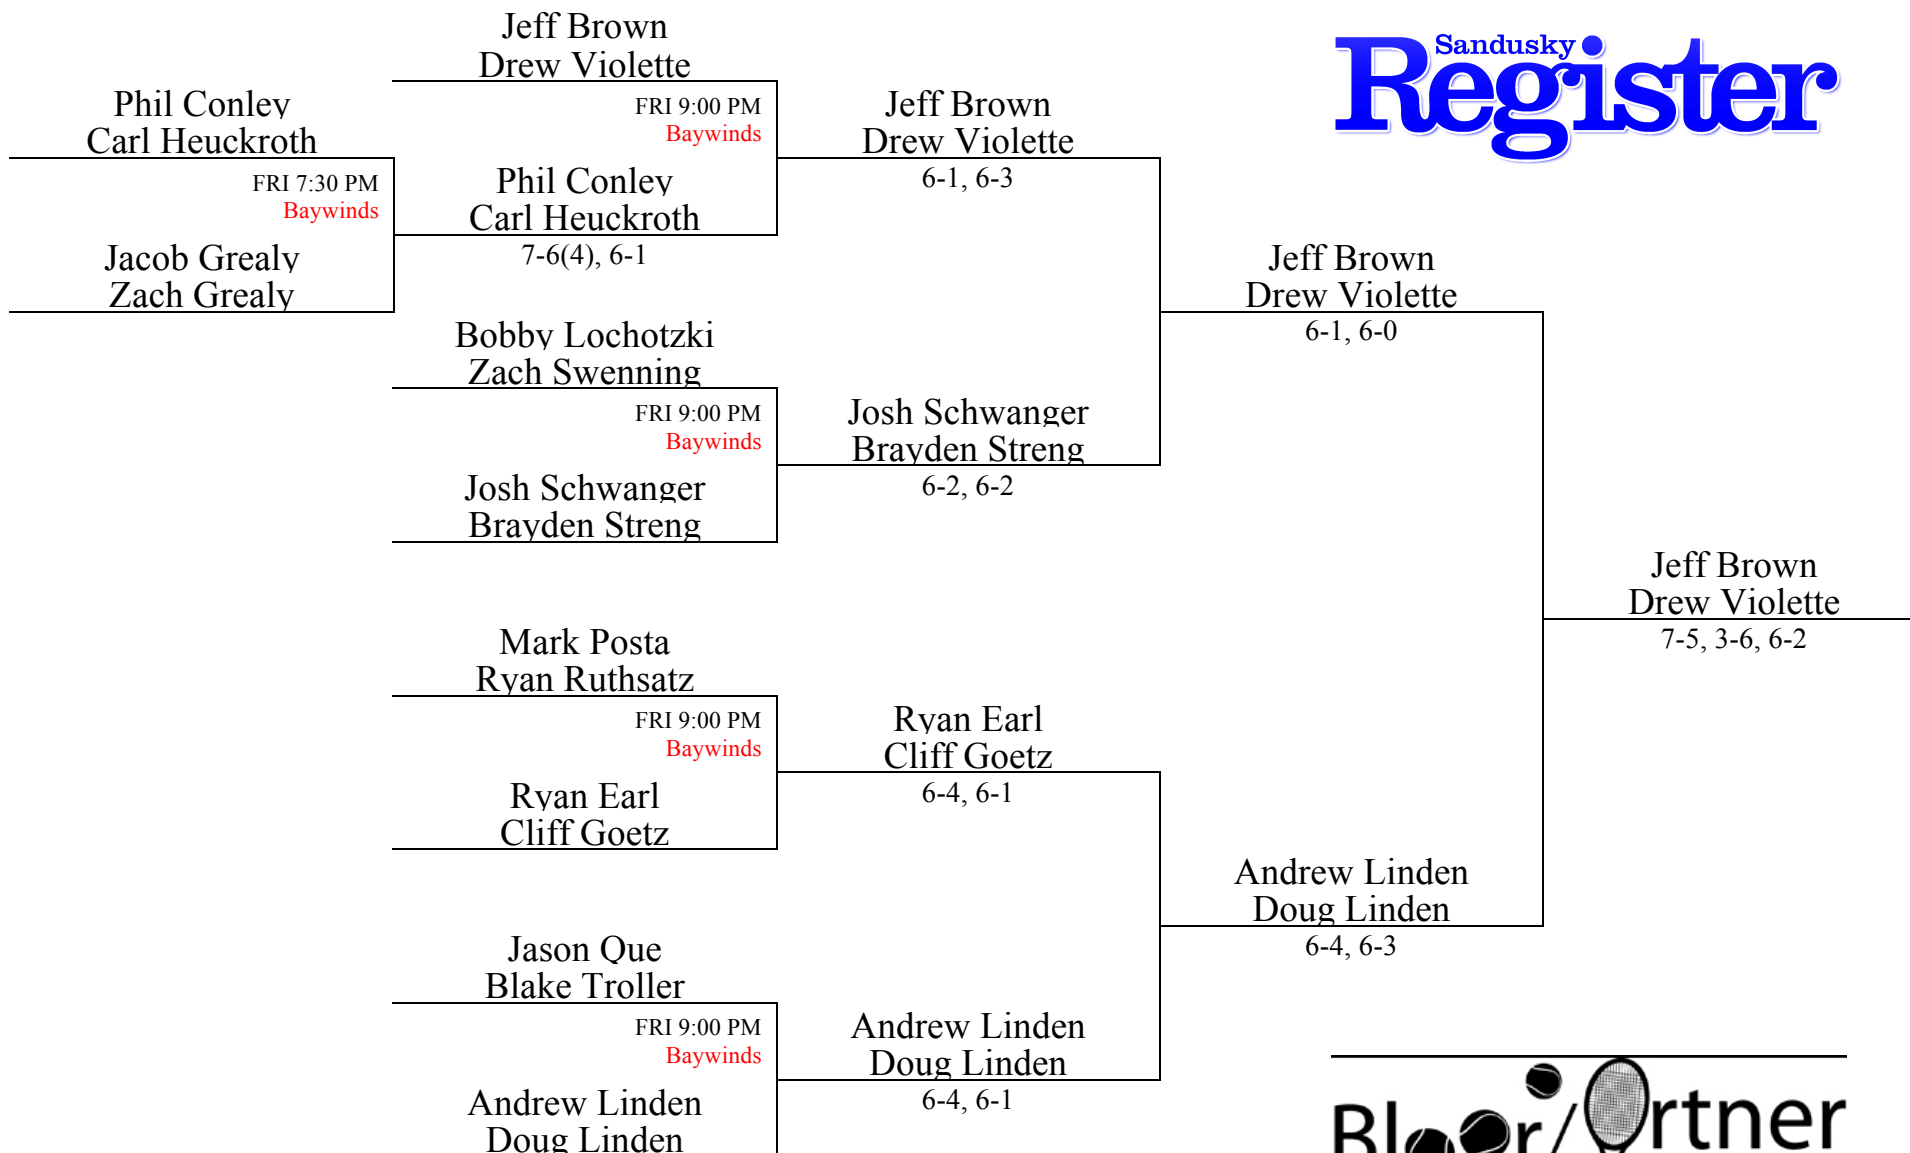 Jeff Brown
Drew Violette
FRI 9:00 PM
Baywinds
Phil Conley
Carl Heuckroth
FRI 7:30 PM
Baywinds
Jacob Grealy
Zach Grealy
Phil Conley
Carl Heuckroth
7-6(4), 6-1
Jeff Brown
Drew Violette
6-1, 6-3
Sandusky
Register
Bobby Lochotzki
Zach Swenning
FRI 9:00 PM
Baywinds
Josh Schwanger
Brayden Streng
Josh Schwanger
Brayden Streng
6-2, 6-2
Jeff Brown
Drew Violette
6-1, 6-0
Mark Posta
Ryan Ruthsatz
FRI 9:00 PM
Baywinds
Ryan Earl
Cliff Goetz
Ryan Earl
Cliff Goetz
6-4, 6-1
Jeff Brown
Drew Violette
7-5, 3-6, 6-2
Jason Que
Blake Troller
FRI 9:00 PM
Baywinds
Andrew Linden
Doug Linden
Andrew Linden
Doug Linden
6-4, 6-1
Andrew Linden
Doug Linden
6-4, 6-3
Bloor/Ortner